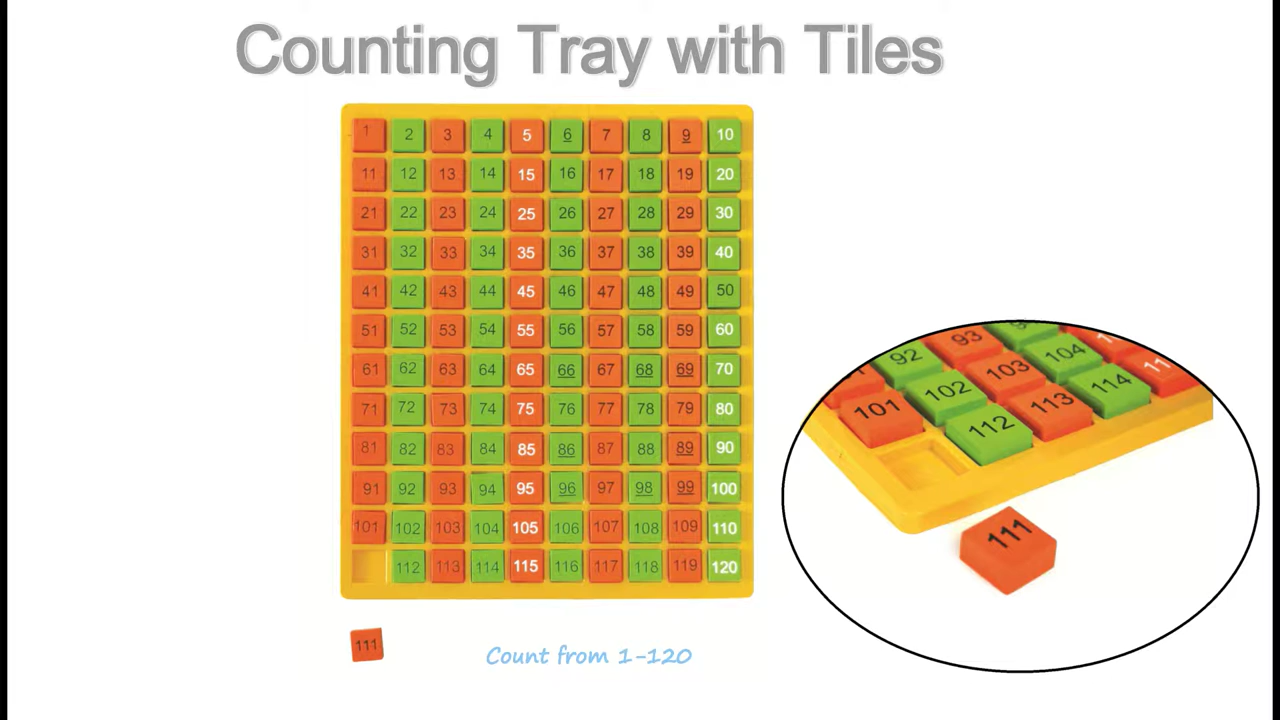 Counting Tray with Tiles
1 2 3 4 5 6 7 8 9 10
11 12 13 14 15 16 17 18 19 20
21 22 23 24 25 26 27 28 29 30
31 32 33 34 35 36 37 38 39 40
41 42 43 44 45 46 47 48 49 50
51 52 53 54 55 56 57 58 59 60
61 62 63 64 65 66 67 68 69 70
71 72 73 74 75 76 77 78 79 80
81 82 83 84 85 86 87 88 89 90
91 92 93 94 95 96 97 98 99 100
101 102 103 104 105 106 107 108 109 110
112 113 114 115 116 117 118 119 120
111
Count from 1-120
92 93
101 102 103 104
112 113 114
111